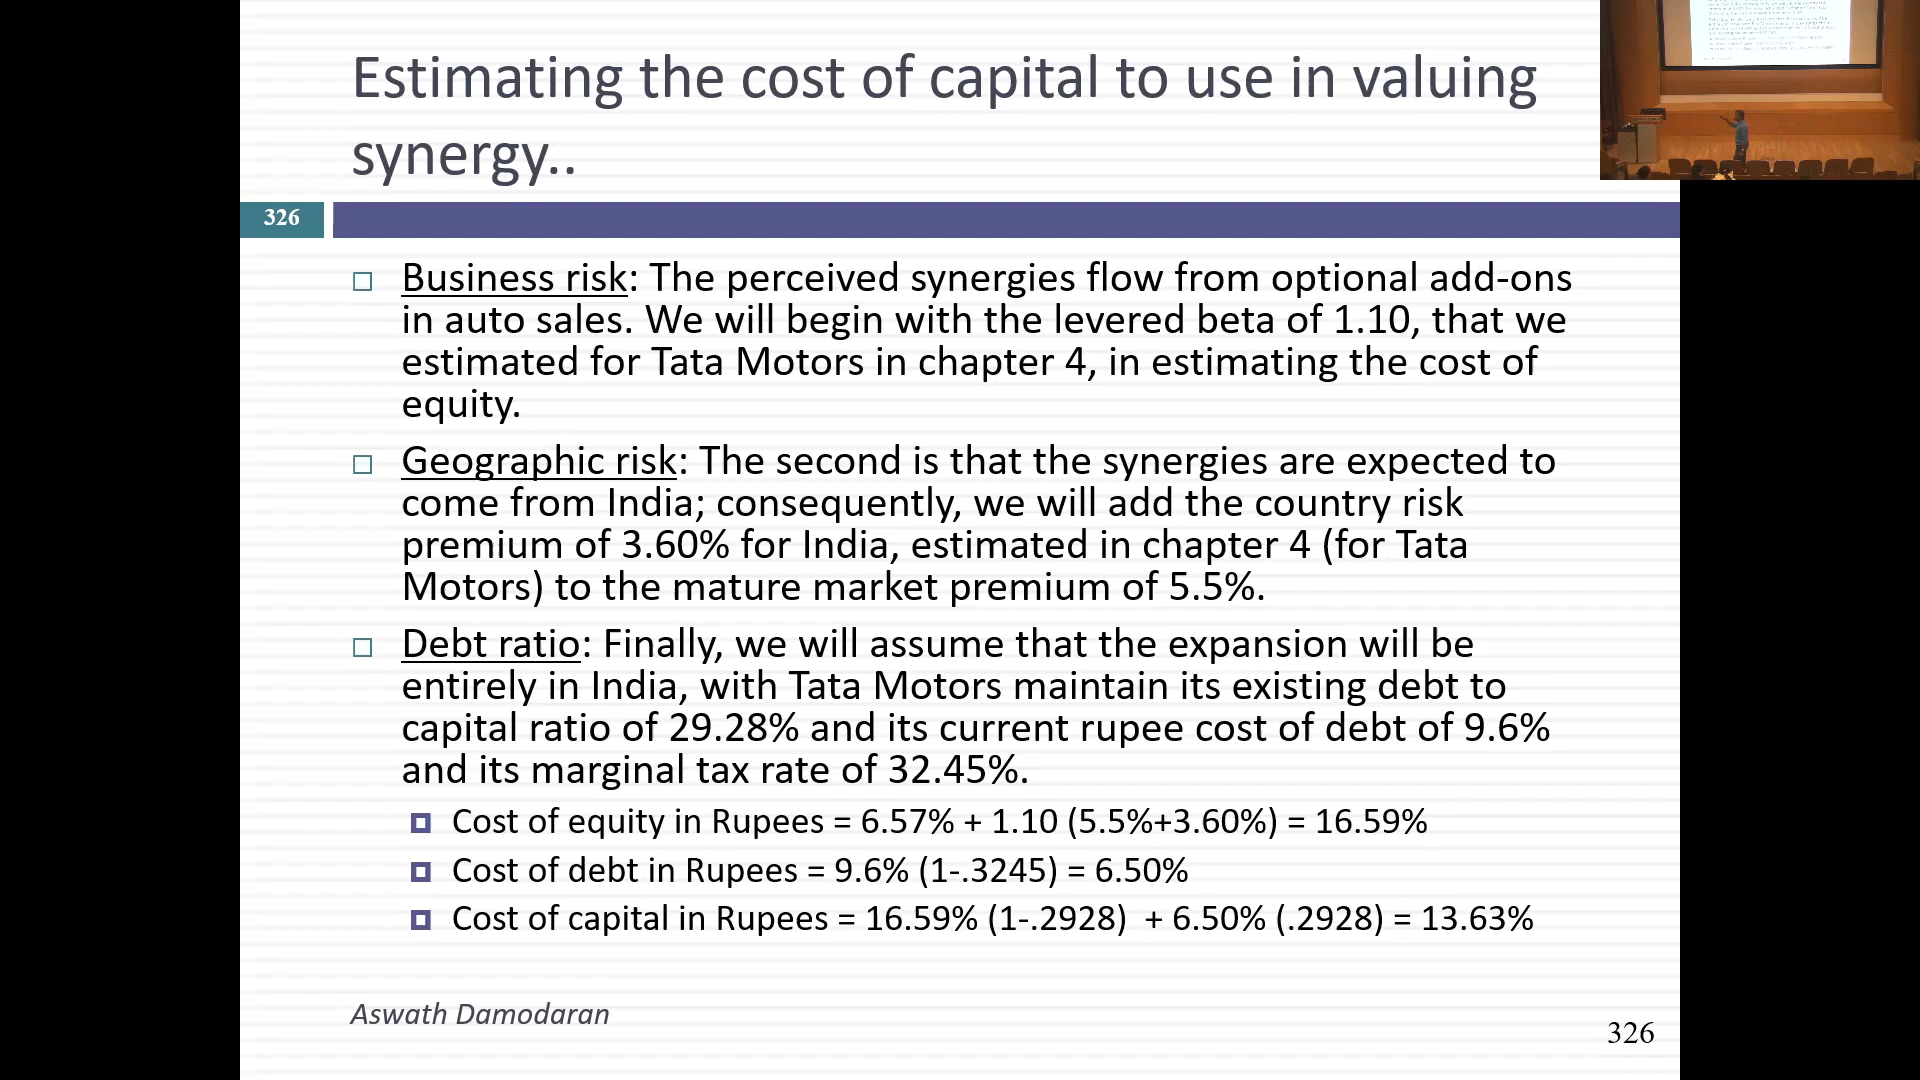 Estimating the cost of capital to use in valuing
synergy..
326
Business risk: The perceived synergies flow from optional add-ons
in auto sales. We will begin with the levered beta of 1.10, that we
estimated for Tata Motors in chapter 4, in estimating the cost of
equity.
Geographic risk: The second is that the synergies are expected to
come from India; consequently, we will add the country risk
premium of 3.60% for India, estimated in chapter 4 (for Tata
Motors) to the mature market premium of 5.5%.
Debt ratio: Finally, we will assume that the expansion will be
entirely in India, with Tata Motors maintain its existing debt to
capital ratio of 29.28% and its current rupee cost of debt of 9.6%
and its marginal tax rate of 32.45%.
Cost of equity in Rupees = 6.57% + 1.10 (5.5%+3.60%) = 16.59%
Cost of debt in Rupees = 9.6% (1-.3245) = 6.50%
Cost of capital in Rupees = 16.59% (1-.2928) + 6.50% (.2928) = 13.63%
Aswath Damodaran
326